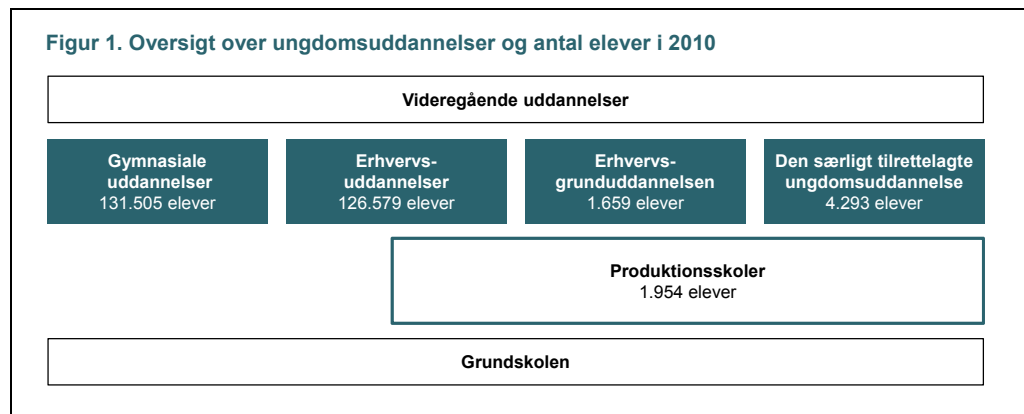 Figur 1. Oversigt over ungdomsuddannelser og antal elever i 2010
Videregående uddannelser
Gymnasiale
uddannelser
131.505 elever
Erhvervs-
uddannelser
126.579 elever
Erhvervs-
grunduddannelsen
1.659 elever
Den særligt tilrettelagte
ungdomsuddannelse
4.293 elever
Produktionsskoler
1.954 elever
Grundskolen